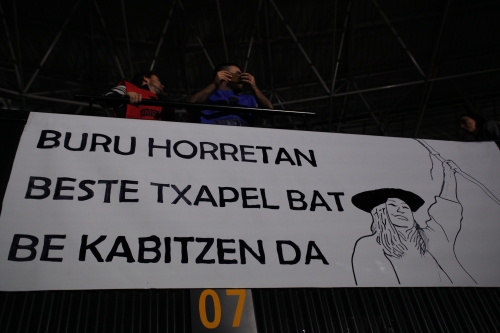 BURU HORRETAN
BESTE TXAPEL BAT
BE KABITZEN DA
07